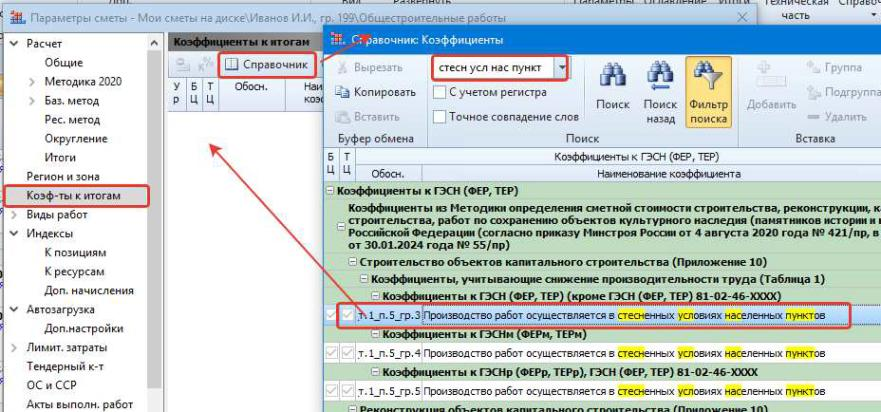 Параметры сметы - Мои сметы на диске\Иванов И.И., гр. 199\Общестроительные работы
часть
Расчет
Общие
Методика 2020
Баз. метод
Рес. метод
Округление
Итоги
Регион и зона
Коэф-ты к итогам
Виды работ
Индексы
К позициям
К ресурсам
Доп. начисления
Автозагрузка
Доп.настройки
Лимит. затраты
Тендерный к-т
ОС и ССР
Акты выполн. работ
Коэффициенты к итогам
Справочник
У р
Б Ц
Т Ц
Обосн.
Справочник: Коэффициенты
Вырезать
Копировать
Вставить
Буфер обмена
стесн усл нас пункт
С учетом регистра
Точное совпадение слов
Поиск
Поиск назад
Фильтр поиска
Поиск
Добавить
Группа
Подгруппа
Удалить
Вставка
Б Ц
Т Ц
Коэффициенты к ГЭСН (ФЕР, ТЕР)
Обосн.
Наименование коэффициента
Коэффициенты к ГЭСН (ФЕР, ТЕР)
Коэффициенты из Методики определения сметной стоимости строительства, реконструкции,
строительства, работ по сохранению объектов культурного наследия (памятников истории и
Российской Федерации (согласно приказу Минстроя России от 4 августа 2020 года № 421/пр, в
от 30.01.2024 года № 55/пр)
Строительство объектов капитального строительства (Приложение 10)
Коэффициенты, учитывающие снижение производительности труда (Таблица 1)
Коэффициенты к ГЭСН (ФЕР, ТЕР) (кроме ГЭСН (ФЕР, ТЕР) 81-02-46-XXXX)
т.1_п.5_гр.3 Производство работ осуществляется в стесненных условиях населенных пунктов
Коэффициенты к ГЭСНм (ФЕРм, ТЕРм)
т.1_п.5_гр.4 Производство работ осуществляется в стесненных условиях населенных пунктов
Коэффициенты к ГЭСНр (ФЕРр, ТЕРр), ГЭСН (ФЕР, ТЕР) 81-02-46-XXXX
т.1_п.5_гр.5 Производство работ осуществляется в стесненных условиях населенных пунктов
Реконструкция объектов капитального строительства (Приложение 10)